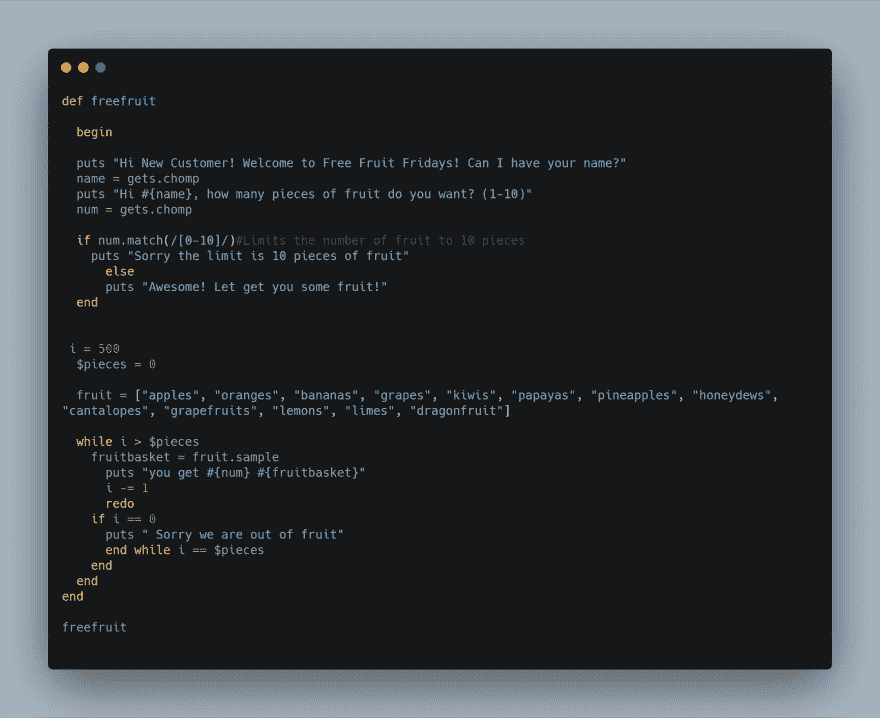 def freefruit
begin
puts "Hi New Customer! Welcome to Free Fruit Fridays! Can I have your name?"
name = gets.chomp
puts "Hi #{name}, how many pieces of fruit do you want? (1-10)"
num = gets.chomp
if num.match(/[0-10]/)#Limits the number of fruit to 10 pieces
puts "Sorry the limit is 10 pieces of fruit"
else
puts "Awesome! Let get you some fruit!"
end
i = 500
$pieces = 0
fruit = ["apples", "oranges", "bananas", "grapes", "kiwis", "papayas", "pineapples", "honeydews",
"cantalopes", "grapefruits", "lemons", "limes", "dragonfruit"]
while i > $pieces
fruitbasket = fruit.sample
puts "you get #{num} #{fruitbasket}"
i -= 1
redo
if i == 0
puts " Sorry we are out of fruit"
end while i == $pieces
end
end
end
freefruit